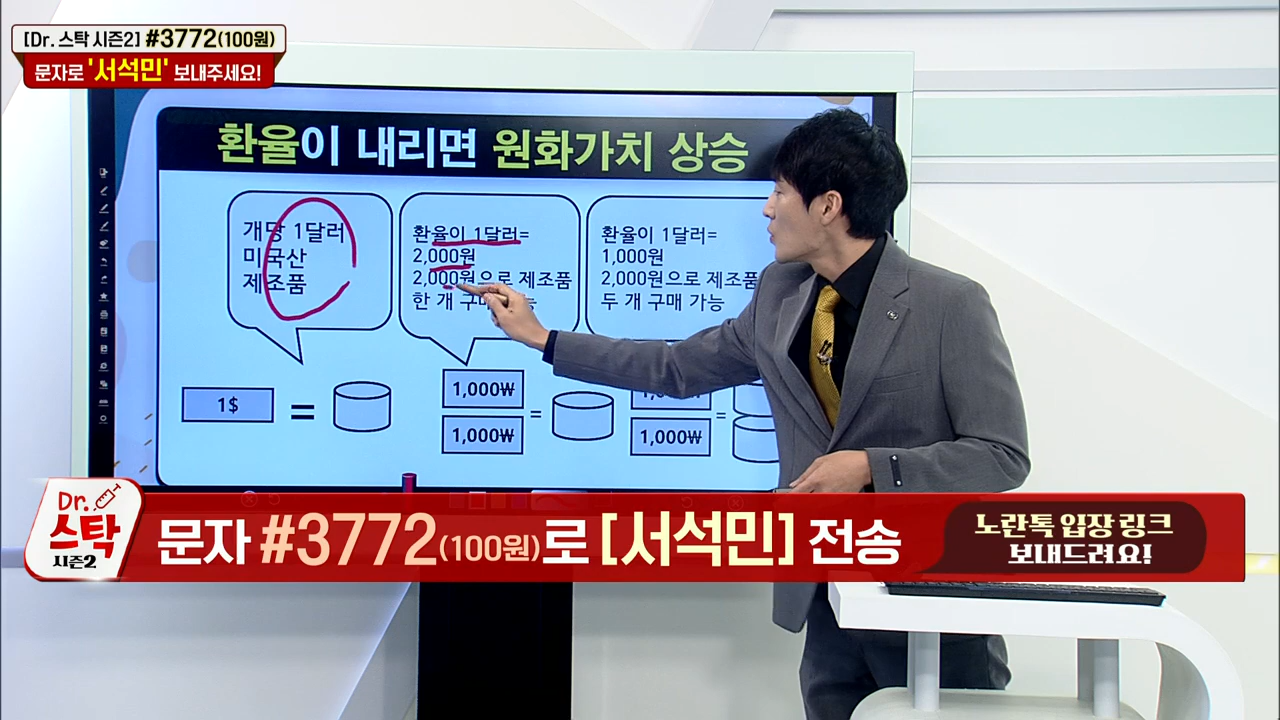 [Dr. 스탁 시즌2] #3772(100원)
문자로 '서석민' 보내주세요!
환율이 내리면 원화가치 상승
개당 1달러
미국산
제조품
환율이 1달러=
2,000원
2,000원으로 제조품
한 개 구매 가능
환율이 1달러=
1,000원
2,000원으로 제조품
두 개 구매 가능
1$
=
1,000₩
1,000₩
=
1,000₩
1,000₩
=
Dr.
스탁
시즌2
문자 #3772(100원)로 [서석민] 전송
노란톡 입장 링크
보내드려요!